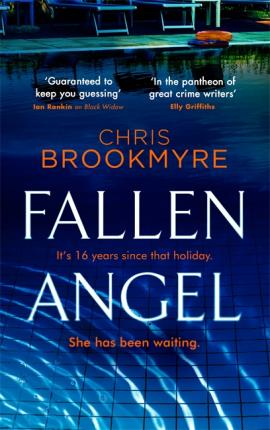 'Guaranteed to
keep you guessing'
Ian Rankin on Black Widow
'In the pantheon of
great crime writers'
Elly Griffiths
CHRIS
BROOKMYRE
FALLEN
It's 16 years since that holiday.
ANGEL
She has been waiting.